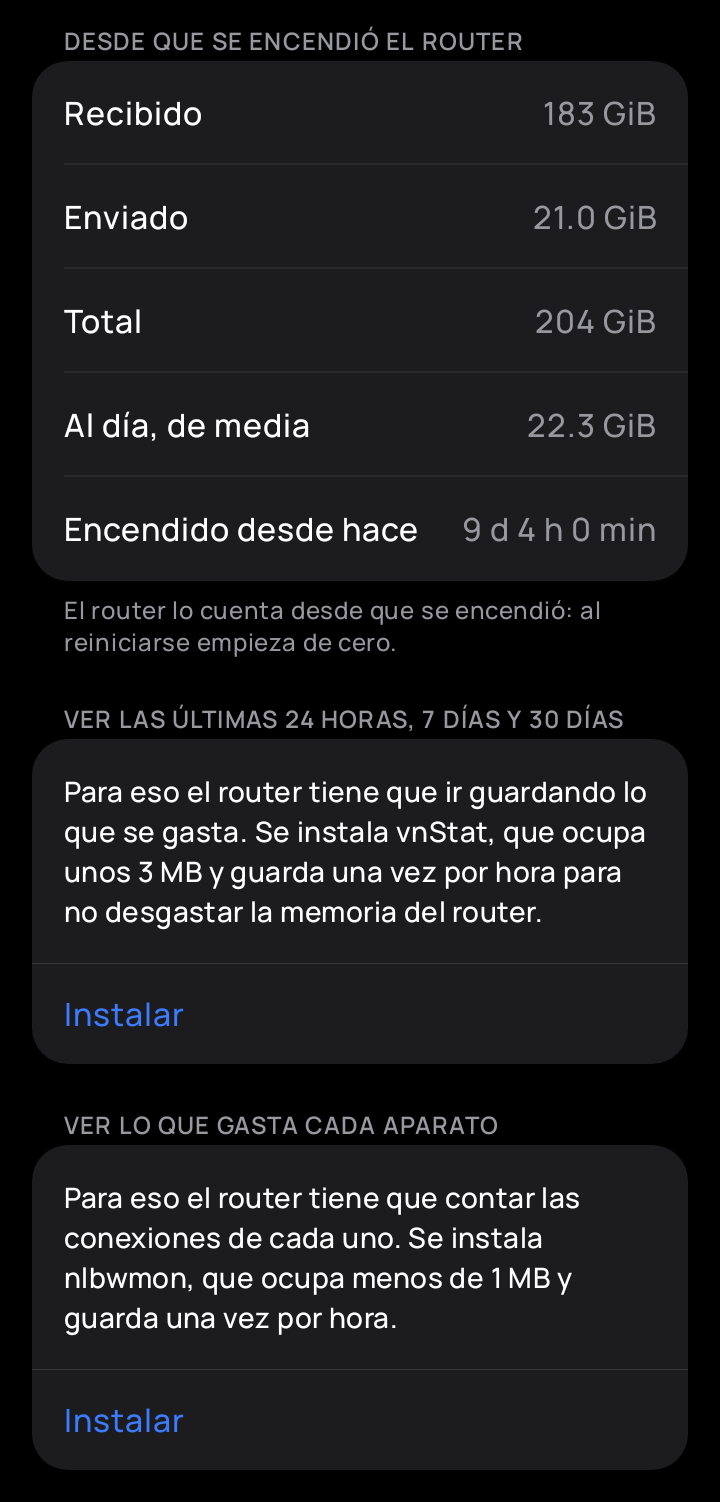 DESDE QUE SE ENCENDIÓ EL ROUTER
Recibido 183 GiB
Enviado 21.0 GiB
Total 204 GiB
Al día, de media 22.3 GiB
Encendido desde hace 9 d 4 h 0 min
El router lo cuenta desde que se encendió: al
reiniciarse empieza de cero.
VER LAS ÚLTIMAS 24 HORAS, 7 DÍAS Y 30 DÍAS
Para eso el router tiene que ir guardando lo
que se gasta. Se instala vnStat, que ocupa
unos 3 MB y guarda una vez por hora para
no desgastar la memoria del router.
Instalar
VER LO QUE GASTA CADA APARATO
Para eso el router tiene que contar las
conexiones de cada uno. Se instala
nlbwmon, que ocupa menos de 1 MB y
guarda una vez por hora.
Instalar